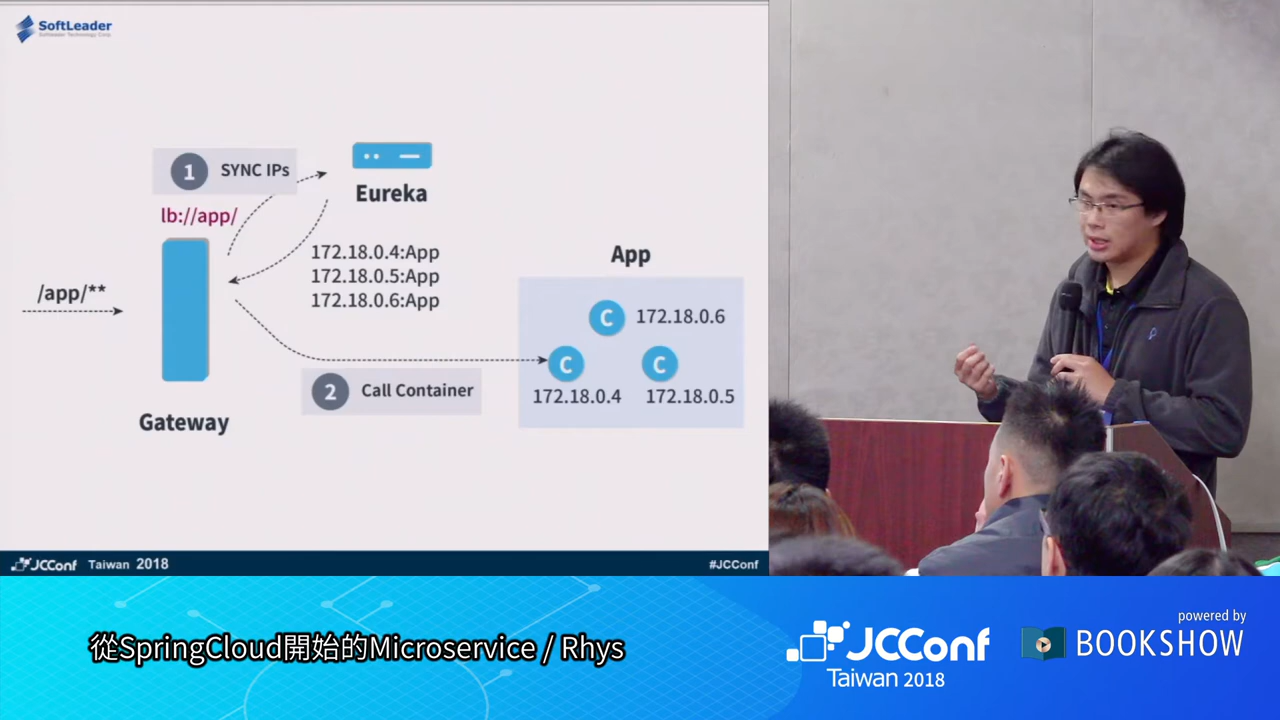 SoftLeader
Softleader Technology Corp.
1 SYNC IPs
lb://app/
Eureka
/app/**
172.18.0.4:App
172.18.0.5:App
172.18.0.6:App
App
C 172.18.0.6
C
C
172.18.0.4
172.18.0.5
2 Call Container
Gateway
JCConf Taiwan 2018
#JCConf
從SpringCloud開始的Microservice / Rhys
JCConf
Taiwan 2018
powered by
BOOKSHOW